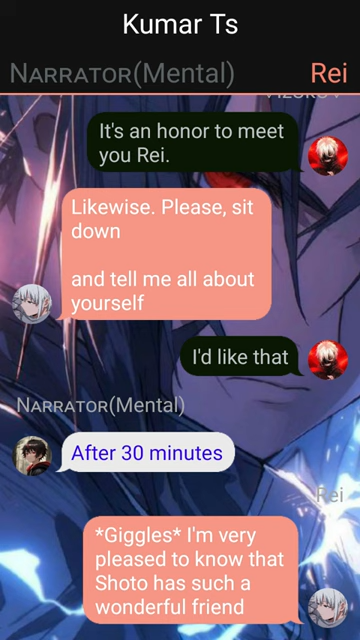 Kumar Ts
Narrator(Mental)
Rei
It's an honor to meet
you Rei.
Likewise. Please, sit
down
and tell me all about
yourself
I'd like that
Narrator(Mental)
After 30 minutes
Rei
*Giggles* I'm very
pleased to know that
Shoto has such a
wonderful friend